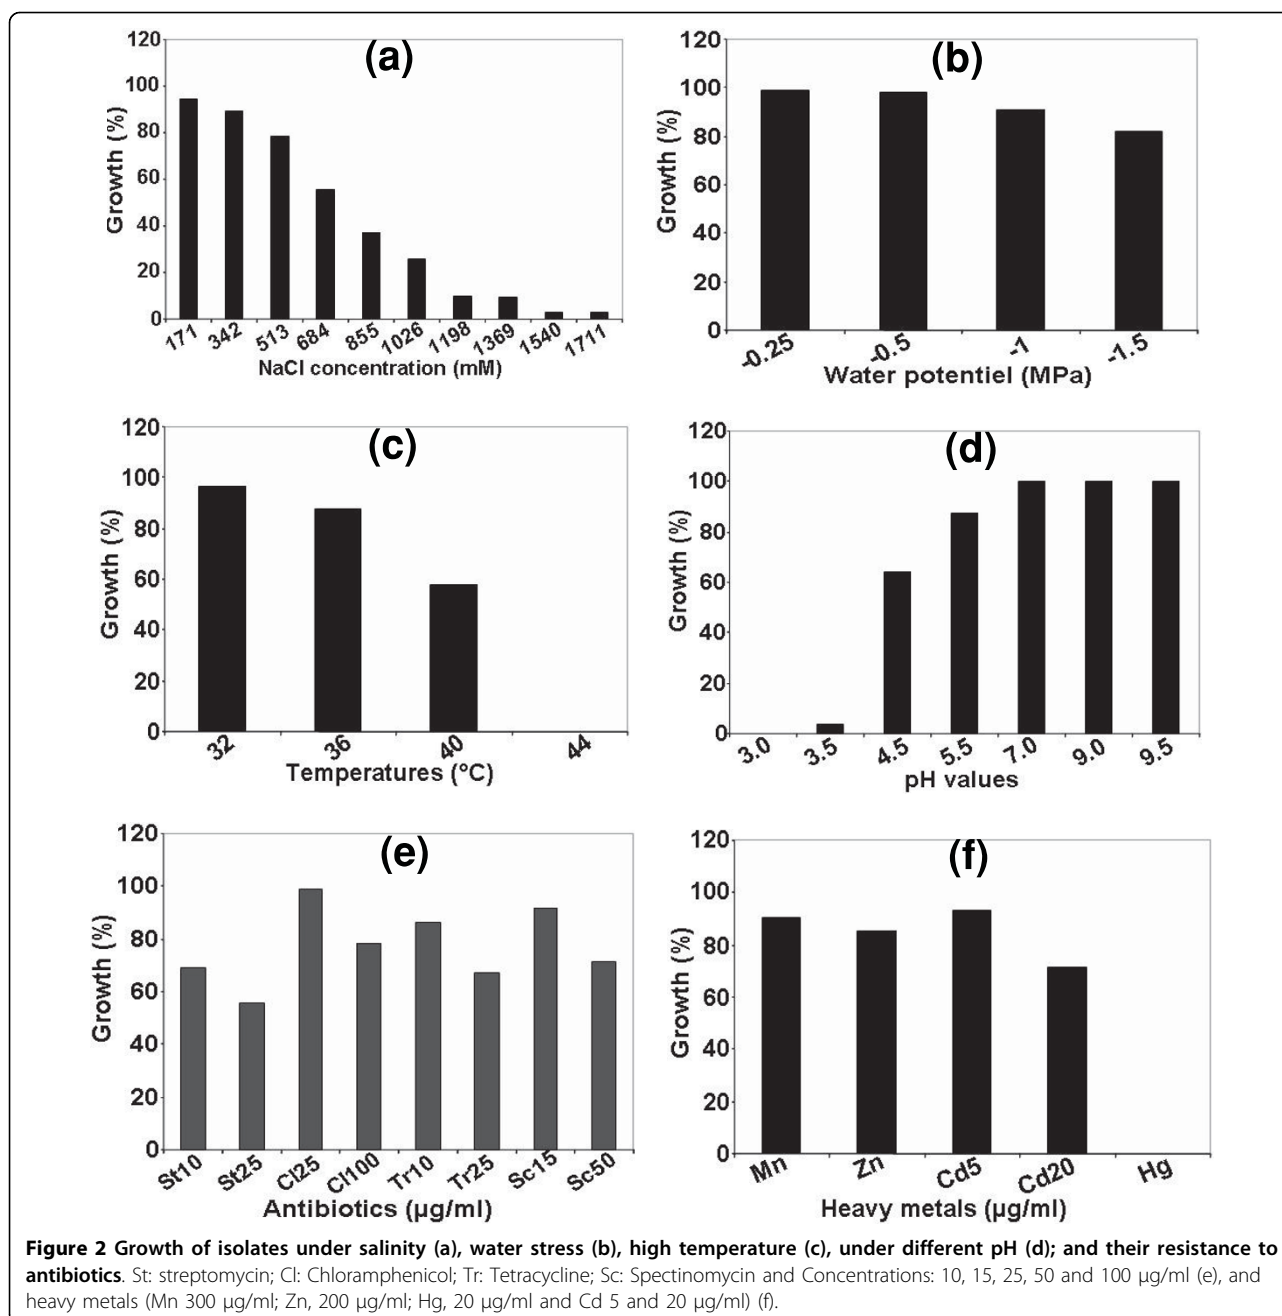 (a)
120
100
80
60
40
20
0
Growth (%)
171 342 513 684 855 1026 1198 1369 1540 1711
NaCl concentration (mM)
(b)
120
100
80
60
40
20
0
Growth (%)
-0.25 -0.5 -1 -1.5
Water potentiel (MPa)
(c)
120
100
80
60
40
20
0
Growth (%)
32 36 40 44
Temperatures (°C)
(d)
120
100
80
60
40
20
0
Growth (%)
3.0 3.5 4.5 5.5 7.0 9.0 9.5
pH values
(e)
120
100
80
60
40
20
0
Growth (%)
St10 St25 Cl25 Cl100 Tr10 Tr25 Sc15 Sc50
Antibiotics (µg/ml)
(f)
120
100
80
60
40
20
0
Growth (%)
Mn Zn Cd5 Cd20 Hg
Heavy metals (µg/ml)
Figure 2 Growth of isolates under salinity (a), water stress (b), high temperature (c), under different pH (d); and their resistance to
antibiotics. St: streptomycin; Cl: Chloramphenicol; Tr: Tetracycline; Sc: Spectinomycin and Concentrations: 10, 15, 25, 50 and 100 µg/ml (e), and
heavy metals (Mn 300 µg/ml; Zn, 200 µg/ml; Hg, 20 µg/ml and Cd 5 and 20 µg/ml) (f).